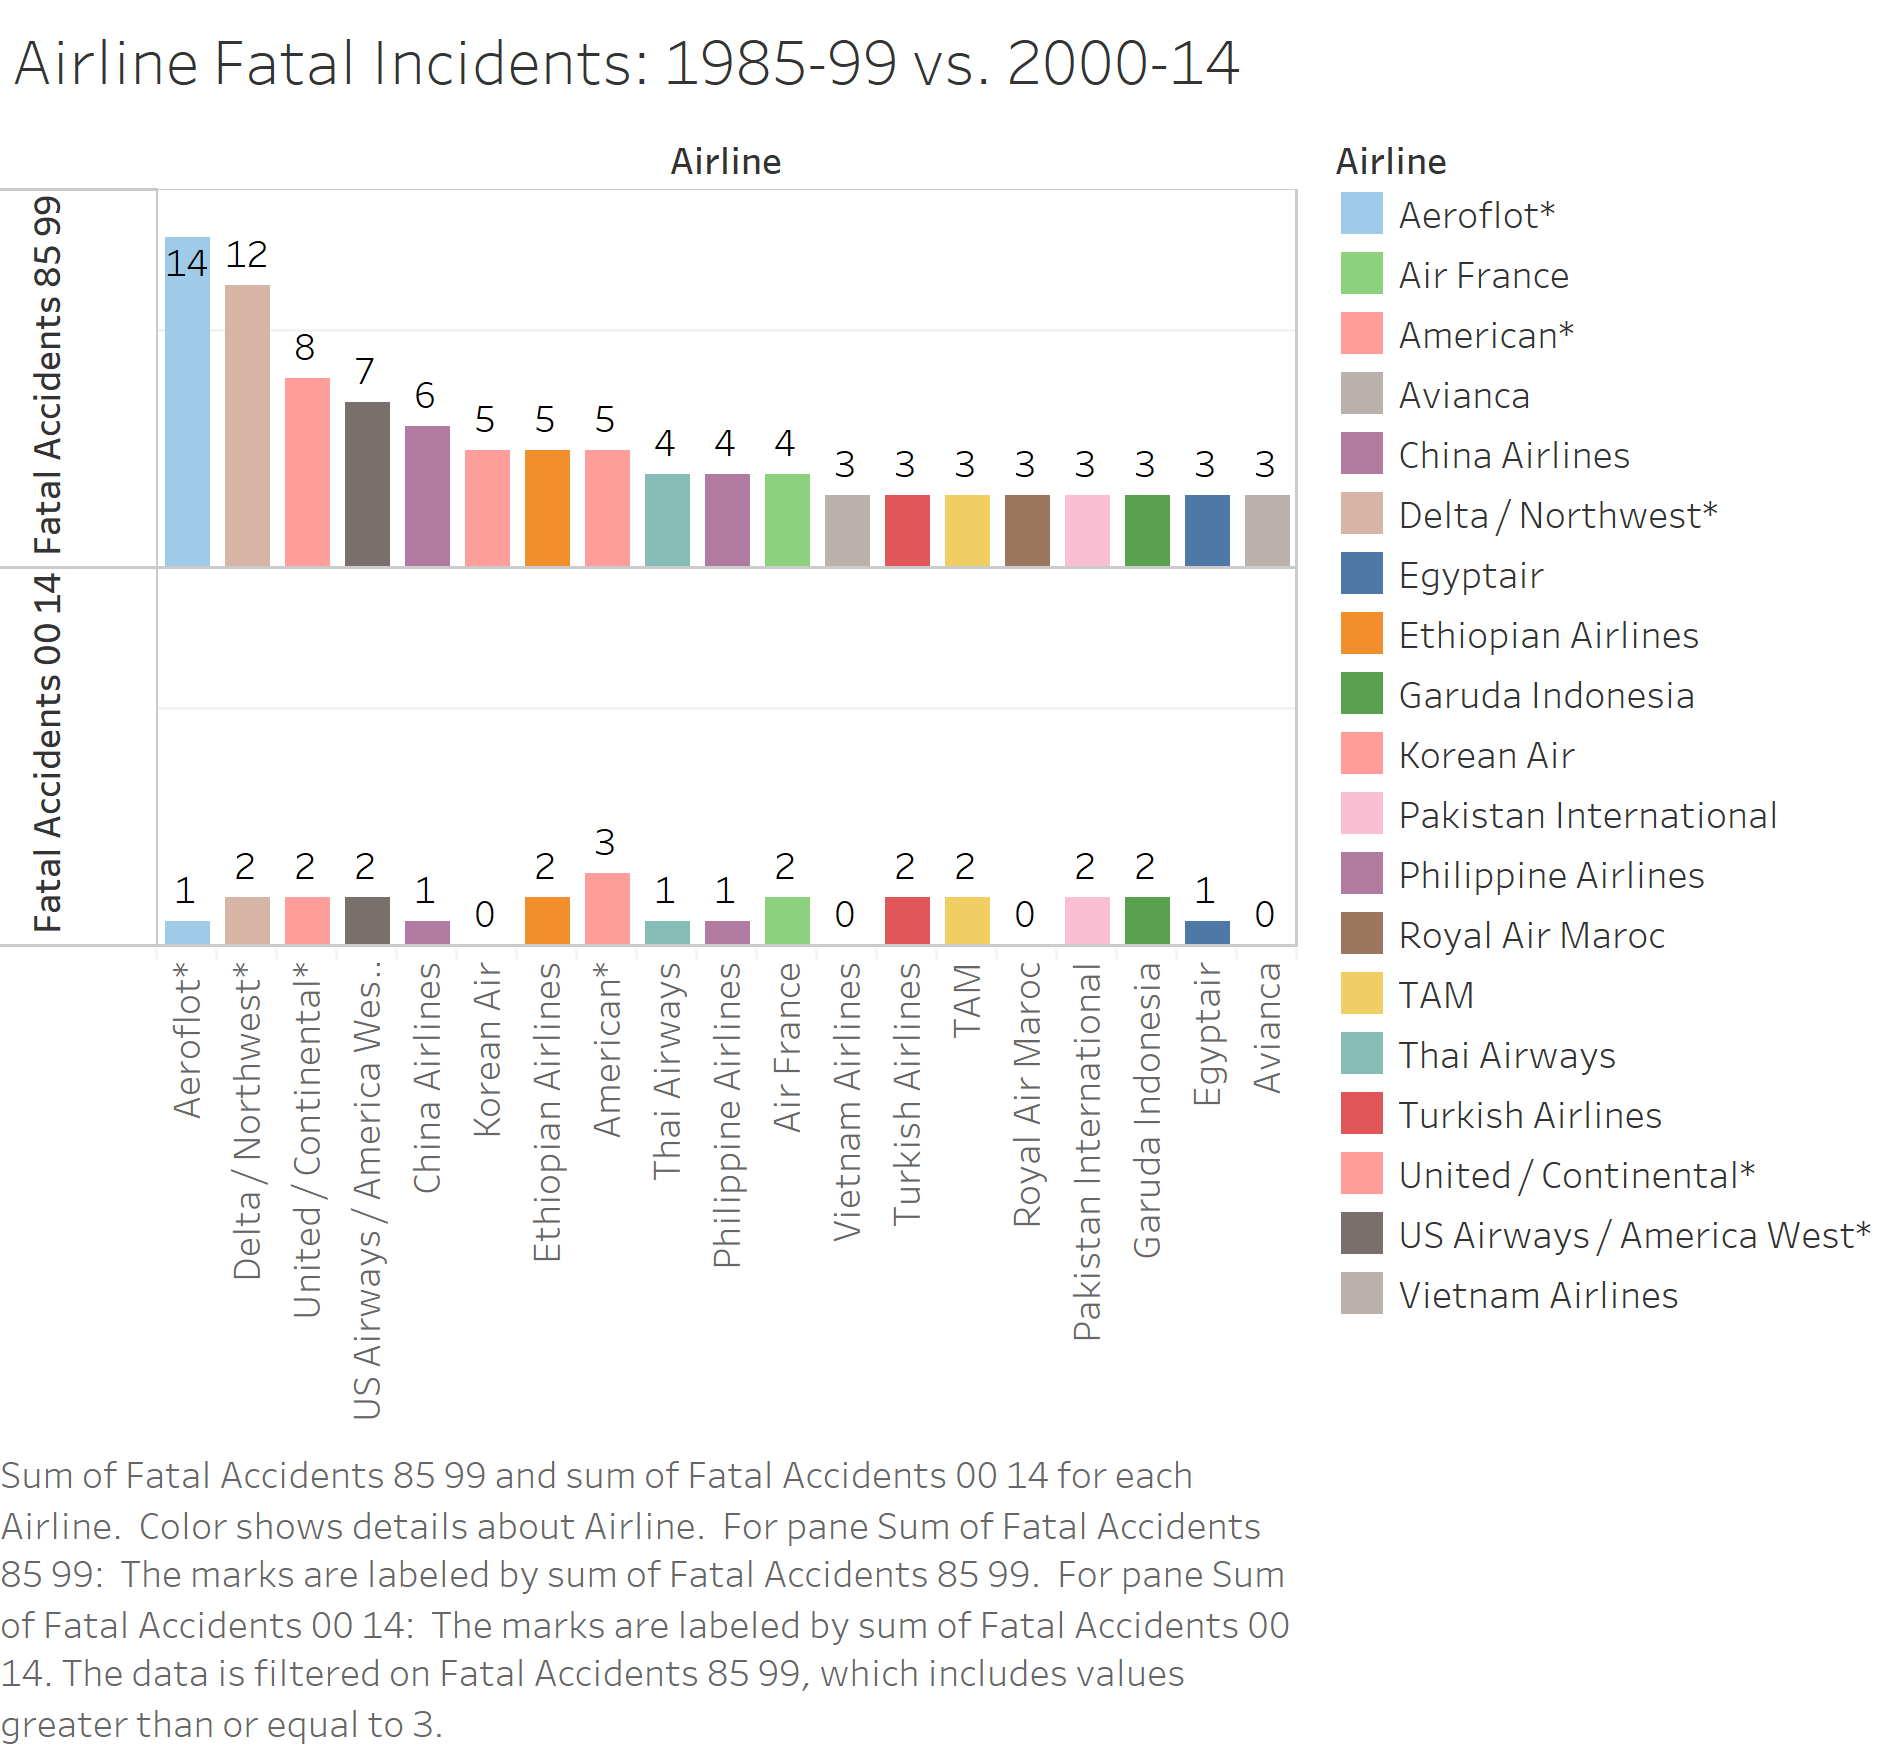 Airline Fatal Incidents: 1985-99 vs. 2000-14
Airline
Fatal Accidents 85 99
14
12
8
7
6
5
5
5
4
4
4
3
3
3
3
3
3
3
3
Fatal Accidents 00 14
1
2
2
2
1
0
2
3
1
1
2
0
2
2
0
2
2
1
0
Aeroflot*
Delta / Northwest*
United / Continental*
US Airways / America Wes..
China Airlines
Korean Air
Ethiopian Airlines
American*
Thai Airways
Philippine Airlines
Air France
Vietnam Airlines
Turkish Airlines
TAM
Royal Air Maroc
Pakistan International
Garuda Indonesia
Egyptair
Avianca
Airline
Aeroflot*
Air France
American*
Avianca
China Airlines
Delta / Northwest*
Egyptair
Ethiopian Airlines
Garuda Indonesia
Korean Air
Pakistan International
Philippine Airlines
Royal Air Maroc
TAM
Thai Airways
Turkish Airlines
United / Continental*
US Airways / America West*
Vietnam Airlines
Sum of Fatal Accidents 85 99 and sum of Fatal Accidents 00 14 for each
Airline.  Color shows details about Airline.  For pane Sum of Fatal Accidents
85 99:  The marks are labeled by sum of Fatal Accidents 85 99.  For pane Sum
of Fatal Accidents 00 14:  The marks are labeled by sum of Fatal Accidents 00
14. The data is filtered on Fatal Accidents 85 99, which includes values
greater than or equal to 3.